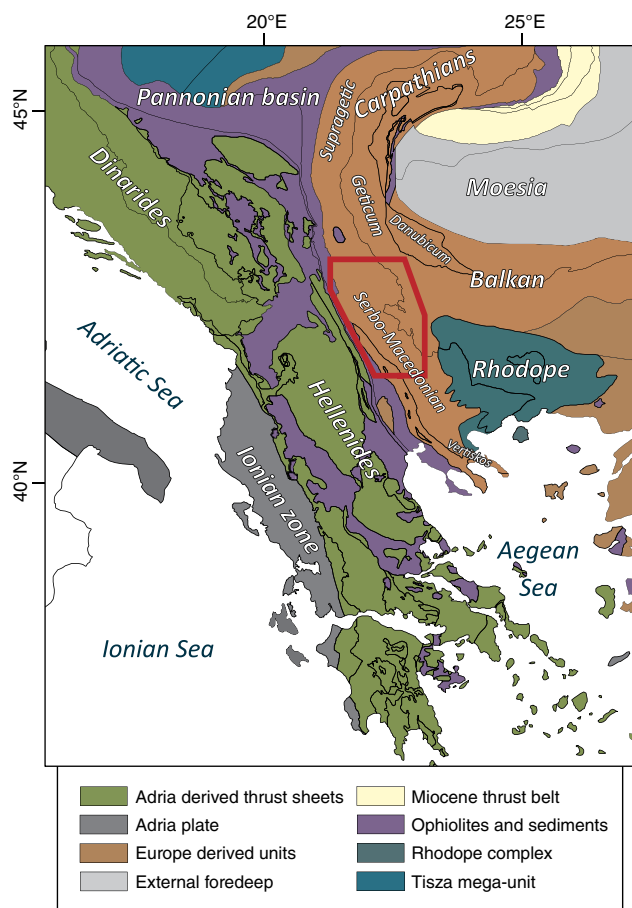 20°E 25°E
45°N
40°N
Pannonian basin
Carpathians
Supragetic
Dinarides
Getícum
Moesia
Danubicum
Balkan
Serbo-Macedonian
Adriatic Sea
Rhodope
Hellenides
Vertiskos
Ionian zone
Aegean
Sea
Ionian Sea
Adria derived thrust sheets
Adria plate
Europe derived units
External foredeep
Miocene thrust belt
Ophiolites and sediments
Rhodope complex
Tisza mega-unit